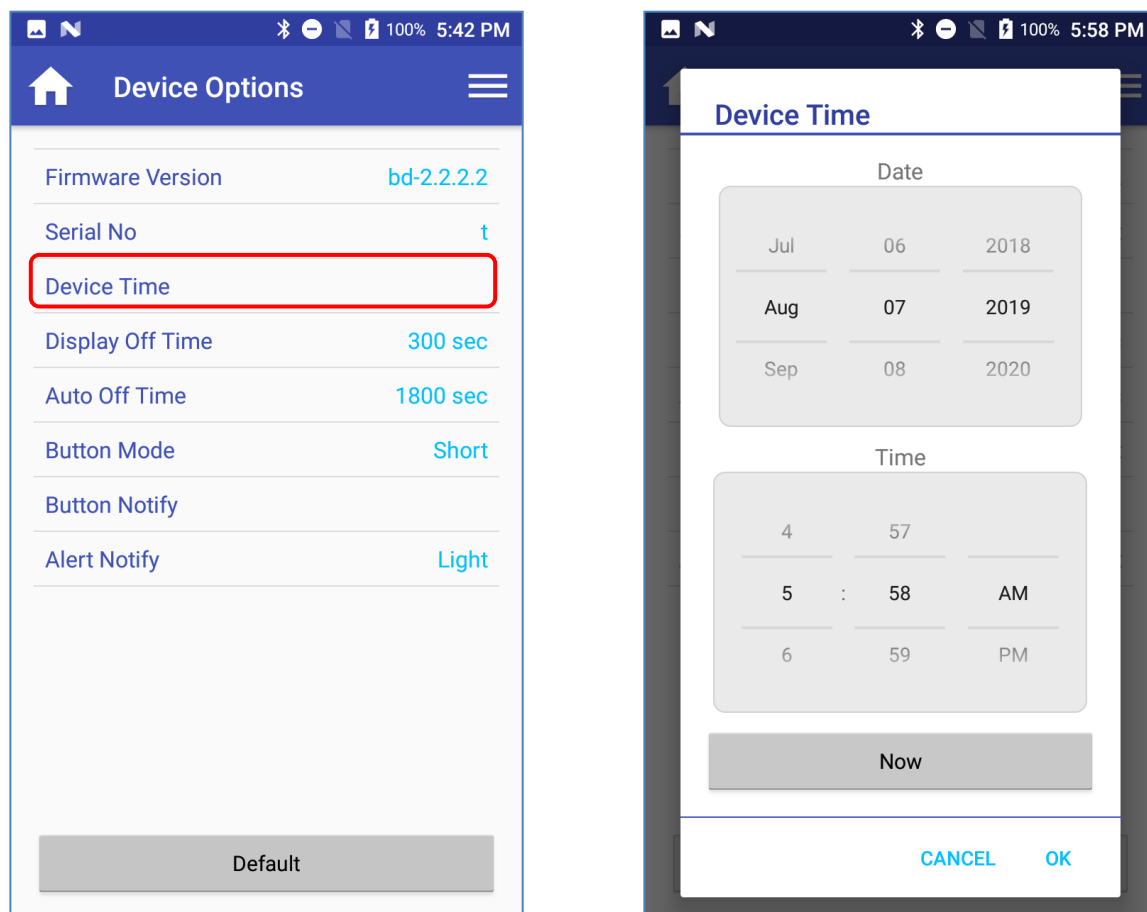 100% 5:42 PM
Device Options
Firmware Version bd-2.2.2.2
Serial No t
Device Time
Display Off Time 300 sec
Auto Off Time 1800 sec
Button Mode Short
Button Notify
Alert Notify Light
Default
100% 5:58 PM
Device Time
Date
Jul 06 2018
Aug 07 2019
Sep 08 2020
Time
4 57
5 : 58 AM
6 59 PM
Now
CANCEL OK